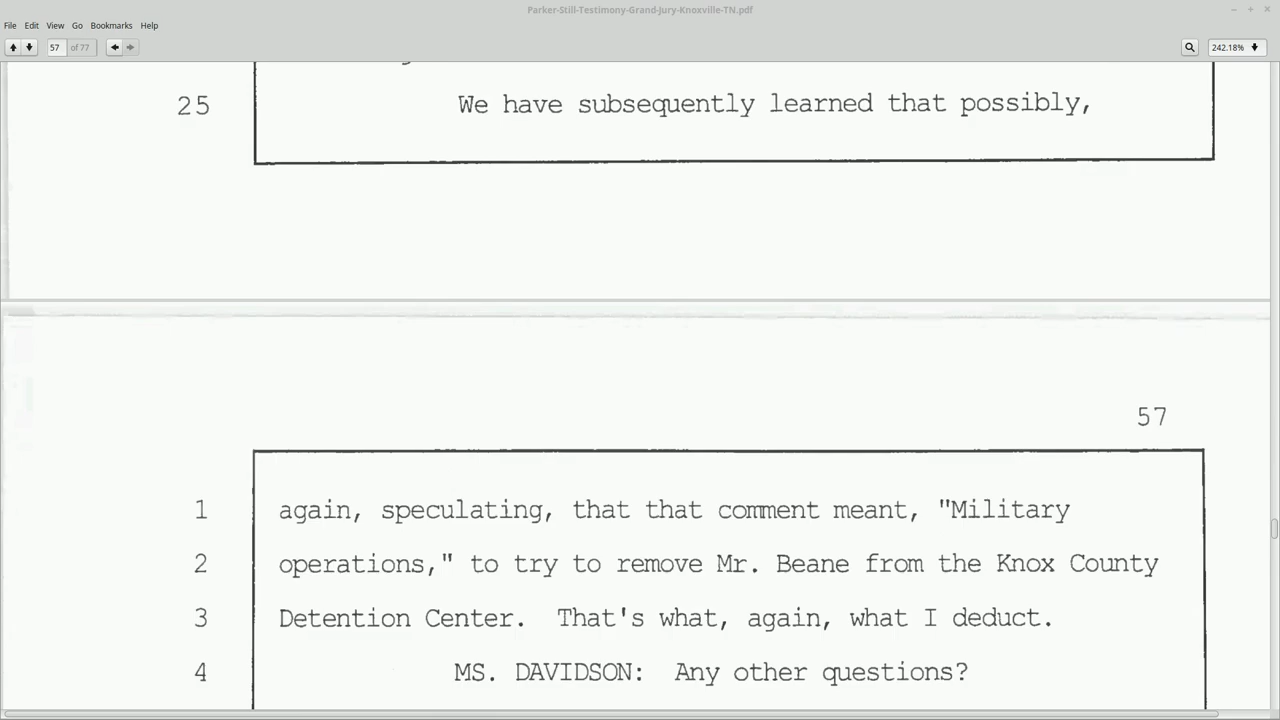 Parker-Still-Testimony-Grand-Jury-Knoxville-TN.pdf
File Edit View Go Bookmarks Help
57 of 77
242.18%
25 We have subsequently learned that possibly,
57
1 again, speculating, that that comment meant, "Military
2 operations," to try to remove Mr. Beane from the Knox County
3 Detention Center. That's what, again, what I deduct.
4 MS. DAVIDSON: Any other questions?